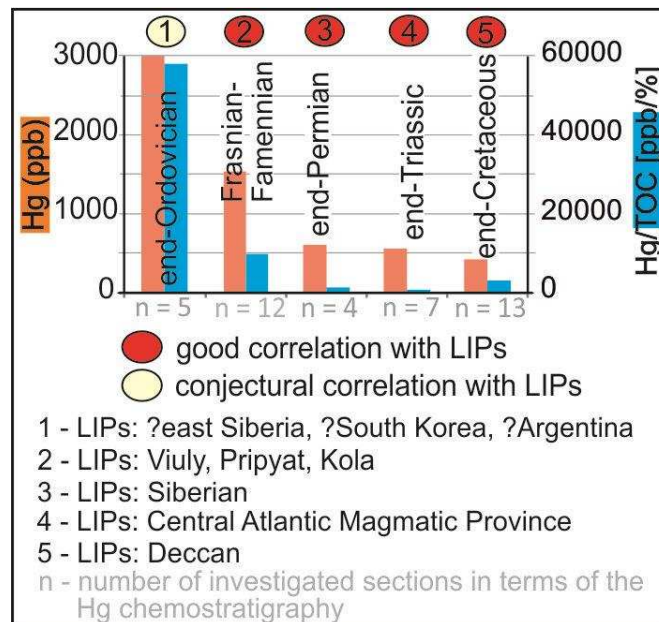 1 2 3 4 5
3000
2000
1000
0
Hg (ppb)
end-Ordovician
Frasnian-
Famennian
end-Permian
end-Triassic
end-Cretaceous
60000
40000
20000
0
Hg/TOC [ppb/%]
n = 5 n = 12 n = 4 n = 7 n = 13
good correlation with LIPs
conjectural correlation with LIPs
1 - LIPs: ?east Siberia, ?South Korea, ?Argentina
2 - LIPs: Viuly, Pripyat, Kola
3 - LIPs: Siberian
4 - LIPs: Central Atlantic Magmatic Province
5 - LIPs: Deccan
n - number of investigated sections in terms of the
Hg chemostratigraphy